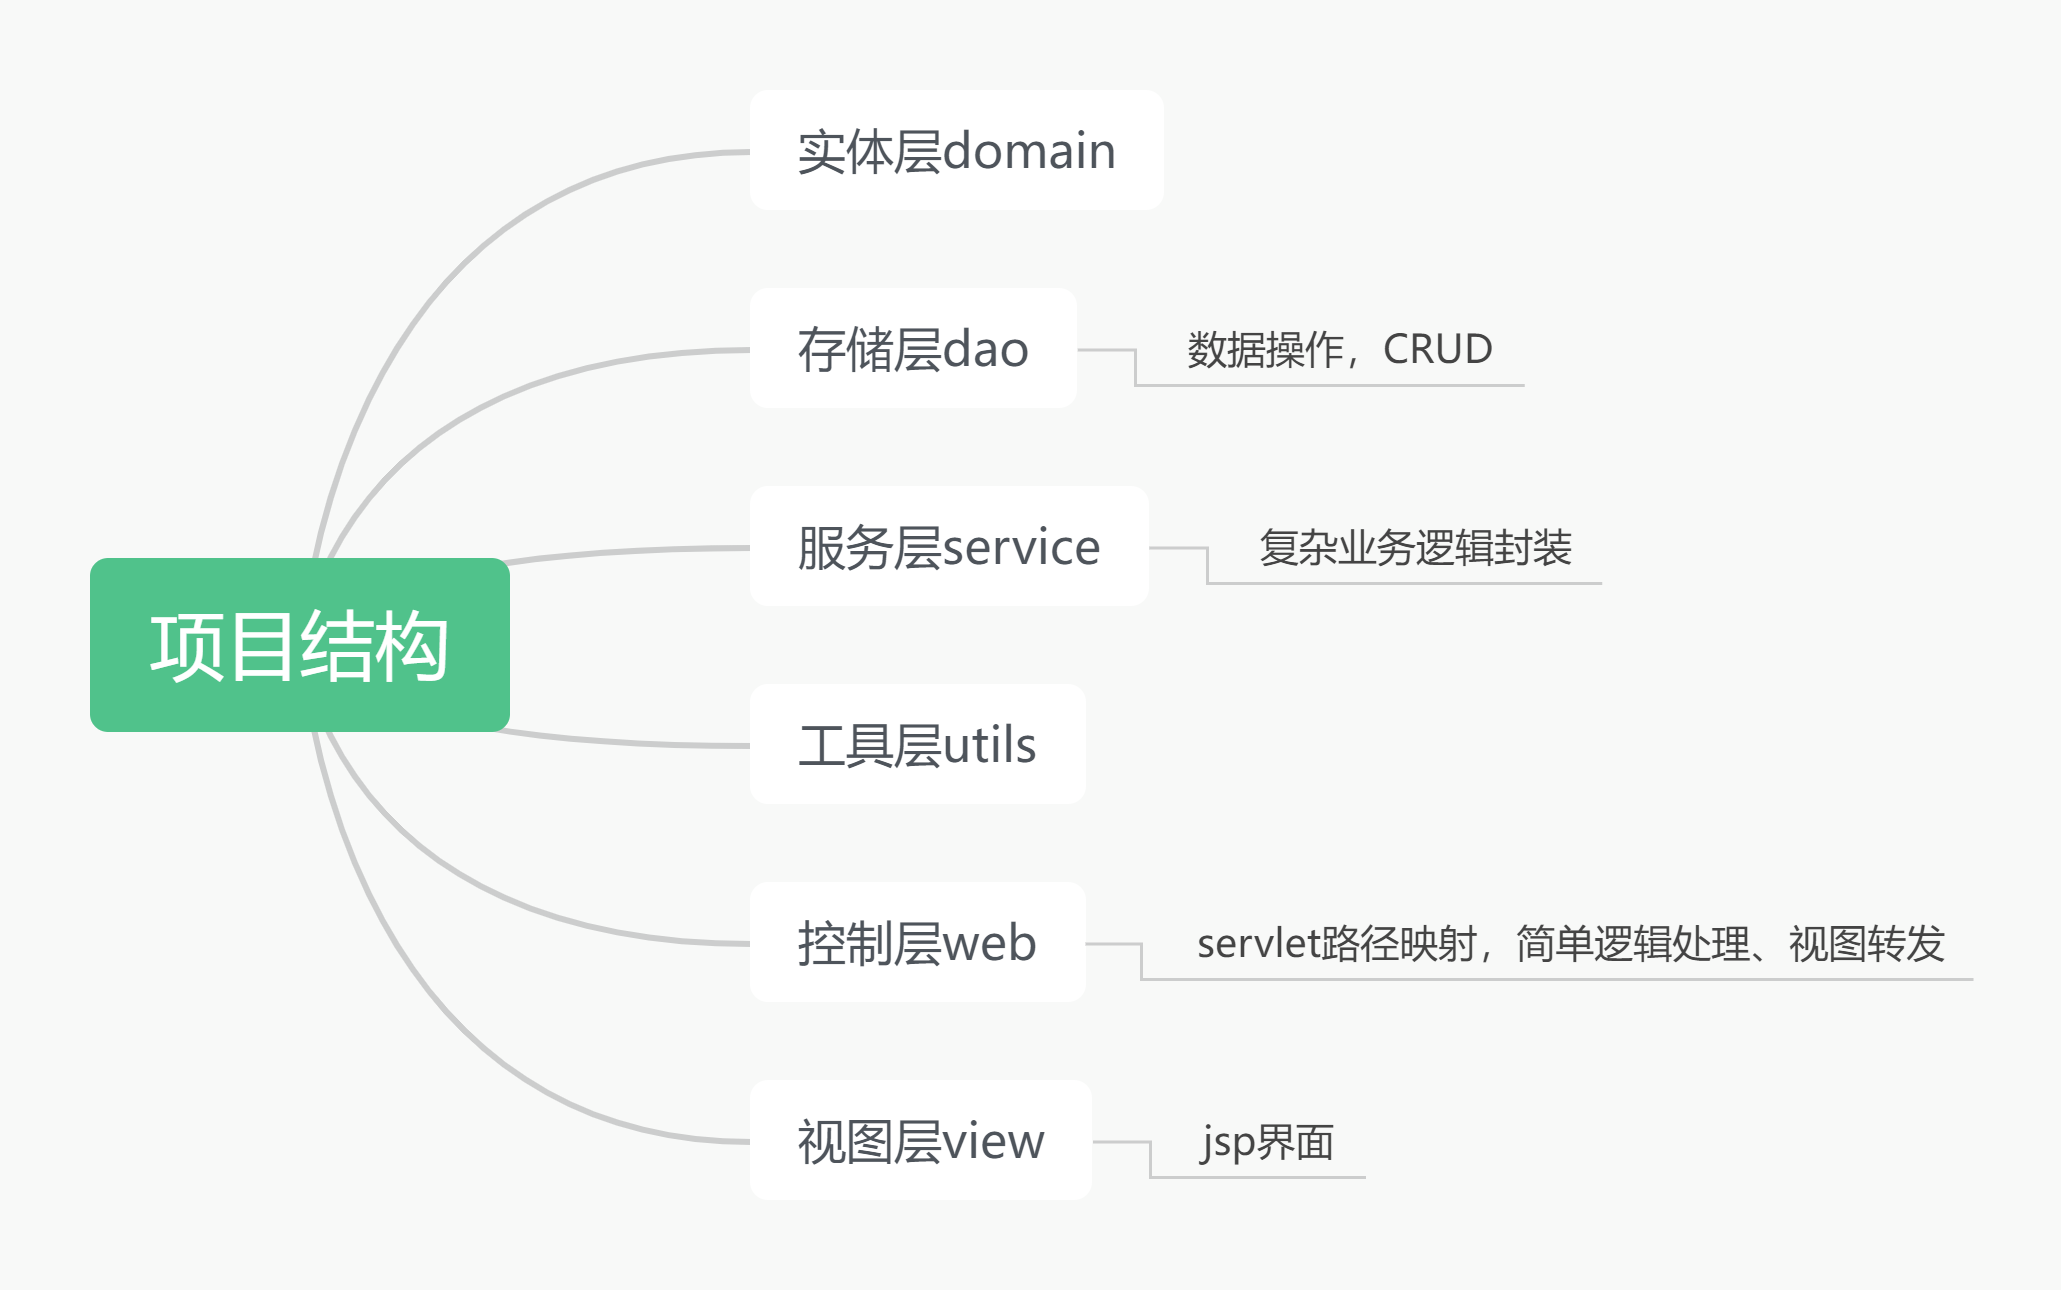 项目结构
实体层domain
存储层dao
数据操作，CRUD
服务层service
复杂业务逻辑封装
工具层utils
控制层web
servlet路径映射，简单逻辑处理、视图转发
视图层view
jsp界面